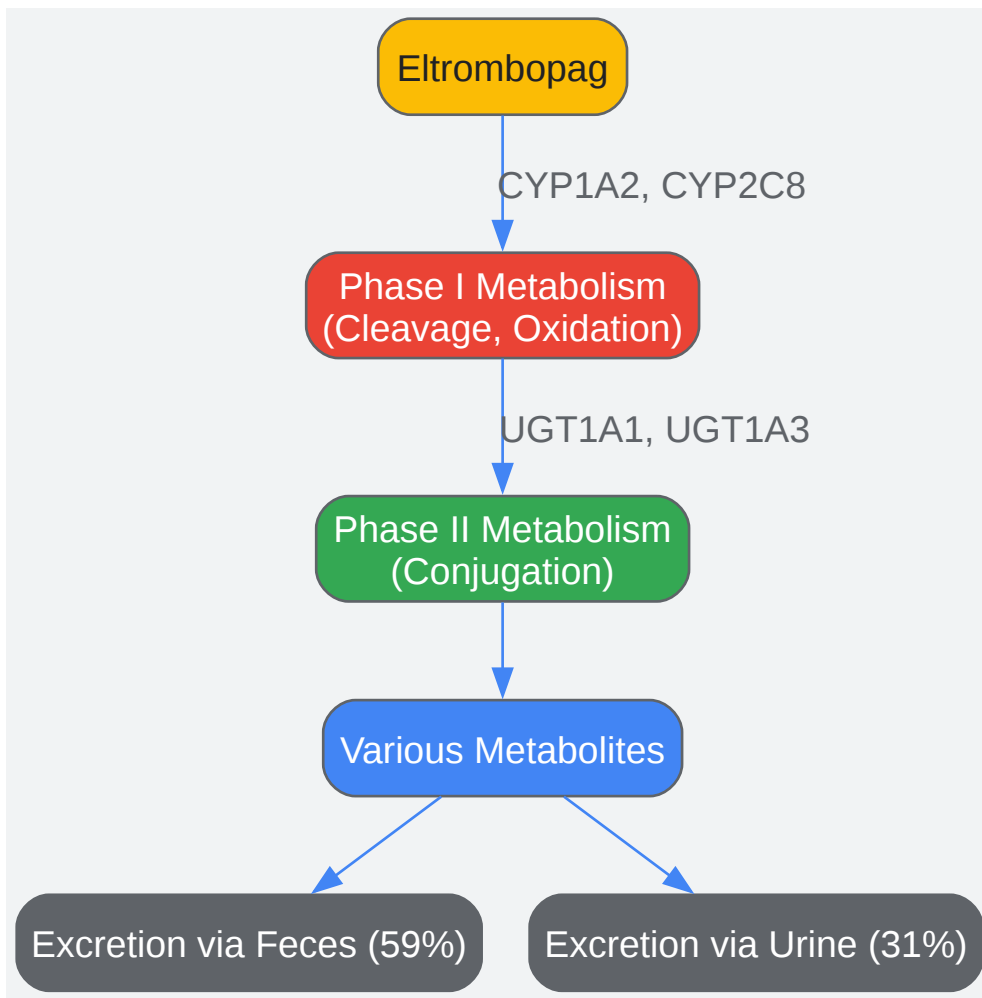 Eltrombopag
CYP1A2, CYP2C8
Phase I Metabolism
(Cleavage, Oxidation)
UGT1A1, UGT1A3
Phase II Metabolism
(Conjugation)
Various Metabolites
Excretion via Feces (59%)
Excretion via Urine (31%)